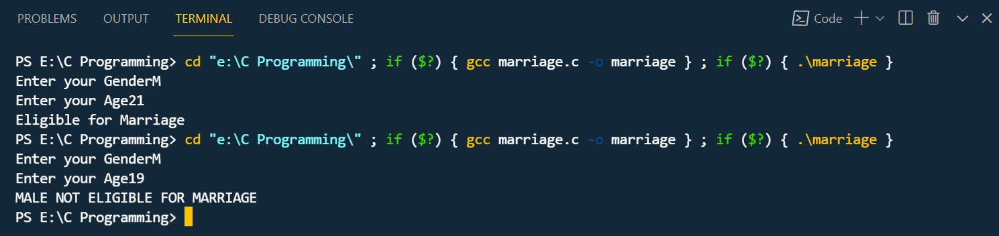 PROBLEMS OUTPUT TERMINAL DEBUG CONSOLE Code
PS E:\C Programming> cd "e:\C Programming\" ; if ($?) { gcc marriage.c -o marriage } ; if ($?) { .\marriage }
Enter your GenderM
Enter your Age21
Eligible for Marriage
PS E:\C Programming> cd "e:\C Programming\" ; if ($?) { gcc marriage.c -o marriage } ; if ($?) { .\marriage }
Enter your GenderM
Enter your Age19
MALE NOT ELIGIBLE FOR MARRIAGE
PS E:\C Programming>